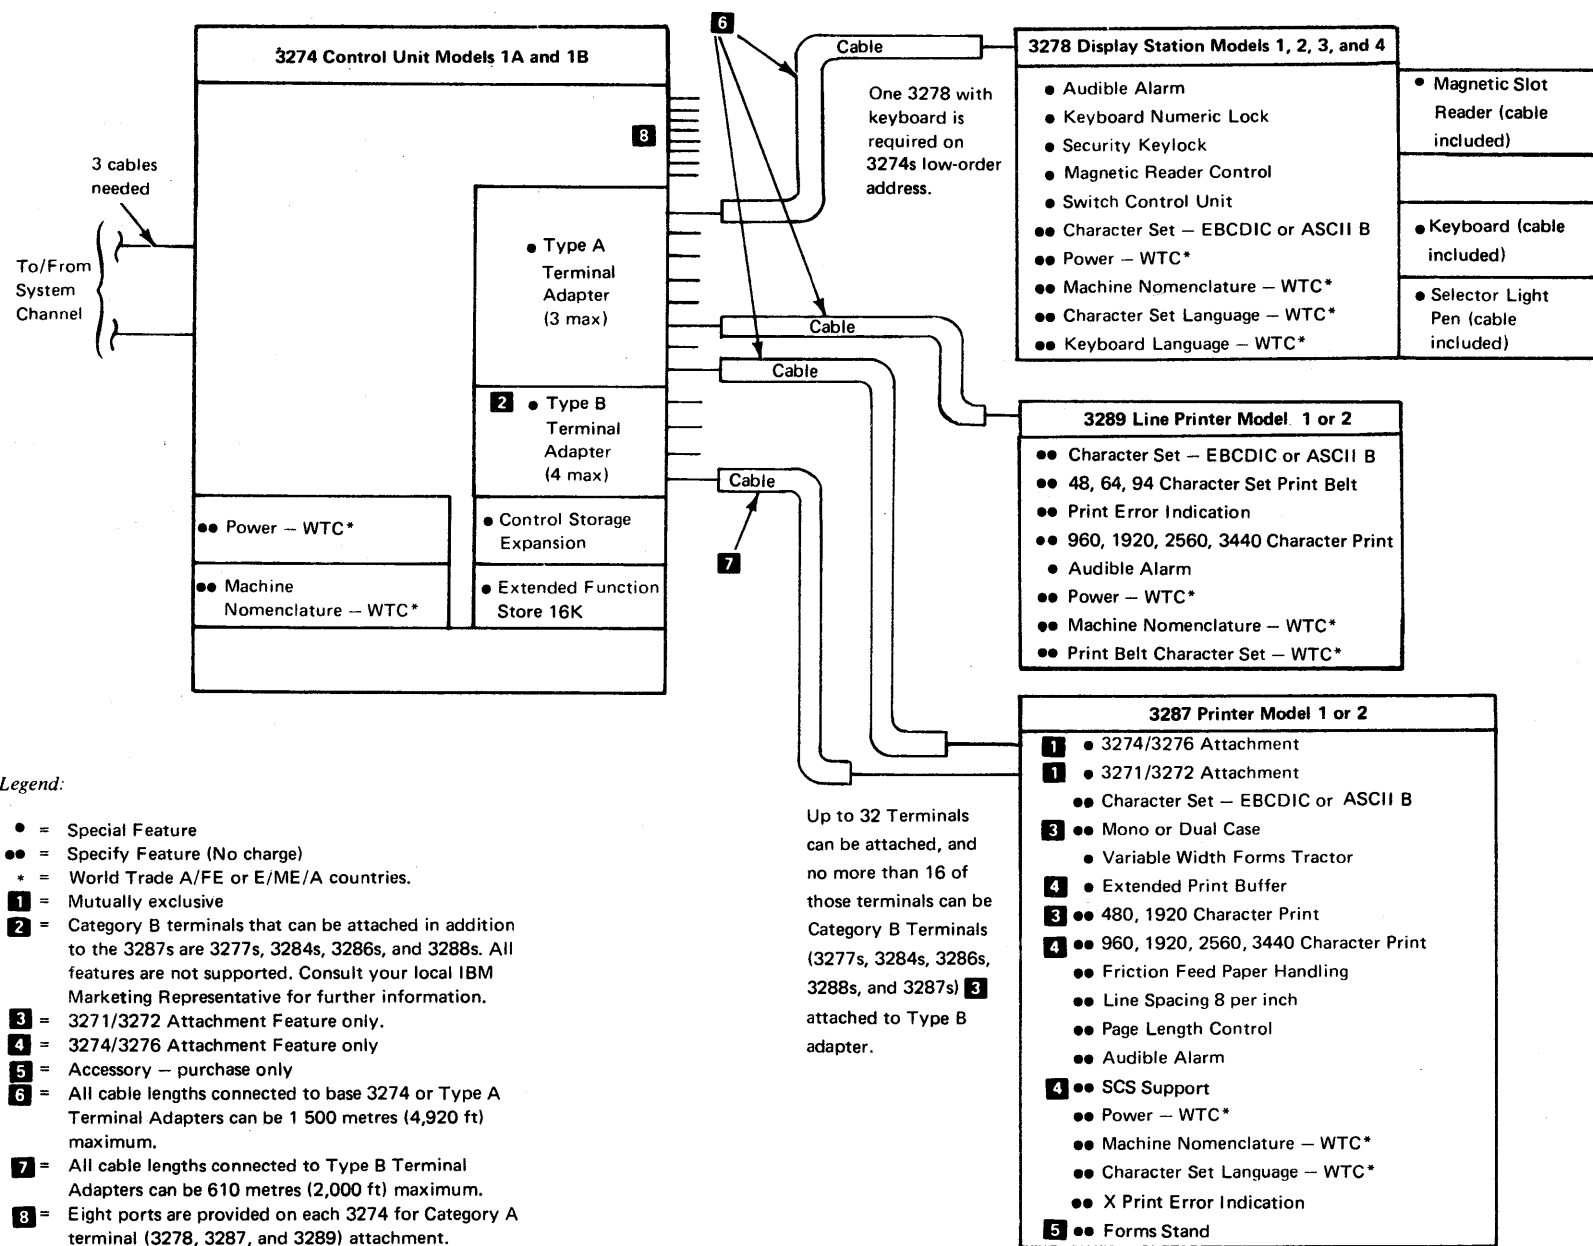 3274 Control Unit Models 1A and 1B
8
3 cables
needed
To/From
System
Channel
● Type A
Terminal
Adapter
(3 max)
2 ● Type B
Terminal
Adapter
(4 max)
●● Power — WTC*
●● Machine
Nomenclature — WTC*
● Control Storage
Expansion
● Extended Function
Store 16K
6
Cable
One 3278 with
keyboard is
required on
3274s low-order
address.
Cable
Cable
Cable
7
3278 Display Station Models 1, 2, 3, and 4
● Audible Alarm
● Keyboard Numeric Lock
● Security Keylock
● Magnetic Reader Control
● Switch Control Unit
●● Character Set — EBCDIC or ASCII B
●● Power — WTC*
●● Machine Nomenclature — WTC*
●● Character Set Language — WTC*
●● Keyboard Language — WTC*
● Magnetic Slot
Reader (cable
included)
● Keyboard (cable
included)
● Selector Light
Pen (cable
included)
3289 Line Printer Model 1 or 2
●● Character Set — EBCDIC or ASCII B
●● 48, 64, 94 Character Set Print Belt
●● Print Error Indication
●● 960, 1920, 2560, 3440 Character Print
● Audible Alarm
●● Power — WTC*
●● Machine Nomenclature — WTC*
●● Print Belt Character Set — WTC*
3287 Printer Model 1 or 2
1 ● 3274/3276 Attachment
1 ● 3271/3272 Attachment
●● Character Set — EBCDIC or ASCII B
3 ●● Mono or Dual Case
● Variable Width Forms Tractor
4 ● Extended Print Buffer
3 ●● 480, 1920 Character Print
4 ●● 960, 1920, 2560, 3440 Character Print
●● Friction Feed Paper Handling
●● Line Spacing 8 per inch
●● Page Length Control
●● Audible Alarm
4 ●● SCS Support
●● Power — WTC*
●● Machine Nomenclature — WTC*
●● Character Set Language — WTC*
●● X Print Error Indication
5 ●● Forms Stand
Up to 32 Terminals
can be attached, and
no more than 16 of
those terminals can be
Category B Terminals
(3277s, 3284s, 3286s,
3288s, and 3287s) 3
attached to Type B
adapter.
Legend:
● = Special Feature
●● = Specify Feature (No charge)
* = World Trade A/FE or E/ME/A countries.
1 = Mutually exclusive
2 = Category B terminals that can be attached in addition
to the 3287s are 3277s, 3284s, 3286s, and 3288s. All
features are not supported. Consult your local IBM
Marketing Representative for further information.
3 = 3271/3272 Attachment Feature only.
4 = 3274/3276 Attachment Feature only
5 = Accessory — purchase only
6 = All cable lengths connected to base 3274 or Type A
Terminal Adapters can be 1 500 metres (4,920 ft)
maximum.
7 = All cable lengths connected to Type B Terminal
Adapters can be 610 metres (2,000 ft) maximum.
8 = Eight ports are provided on each 3274 for Category A
terminal (3278, 3287, and 3289) attachment.